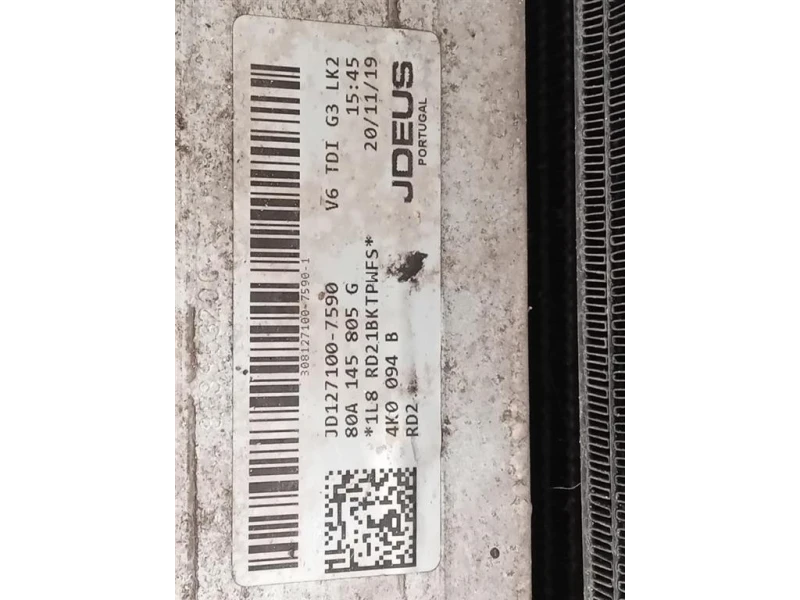 308127100-7590-1
JD127100-7590
V6 TDI G3 LK2
80A 145 805 G
15:45
*1L8 RD21BKTPWFS*
20/11/19
4K0 094 B
RD2
JDEUS
PORTUGAL